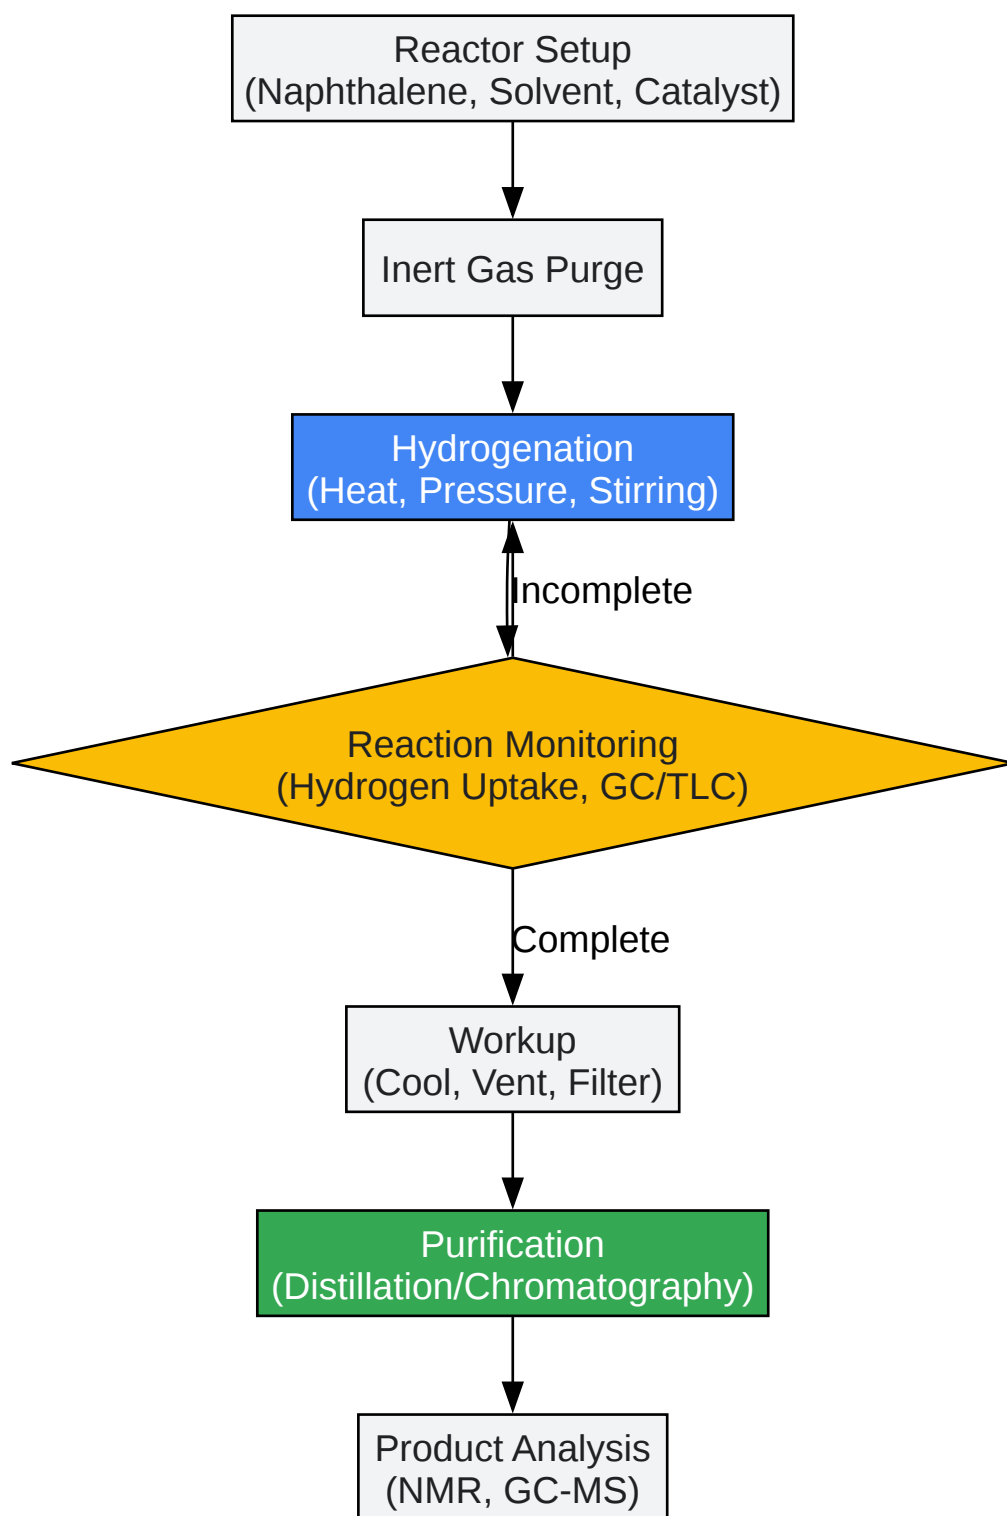 Reactor Setup
(Naphthalene, Solvent, Catalyst)
Inert Gas Purge
Hydrogenation
(Heat, Pressure, Stirring)
Incomplete
Reaction Monitoring
(Hydrogen Uptake, GC/TLC)
Complete
Workup
(Cool, Vent, Filter)
Purification
(Distillation/Chromatography)
Product Analysis
(NMR, GC-MS)